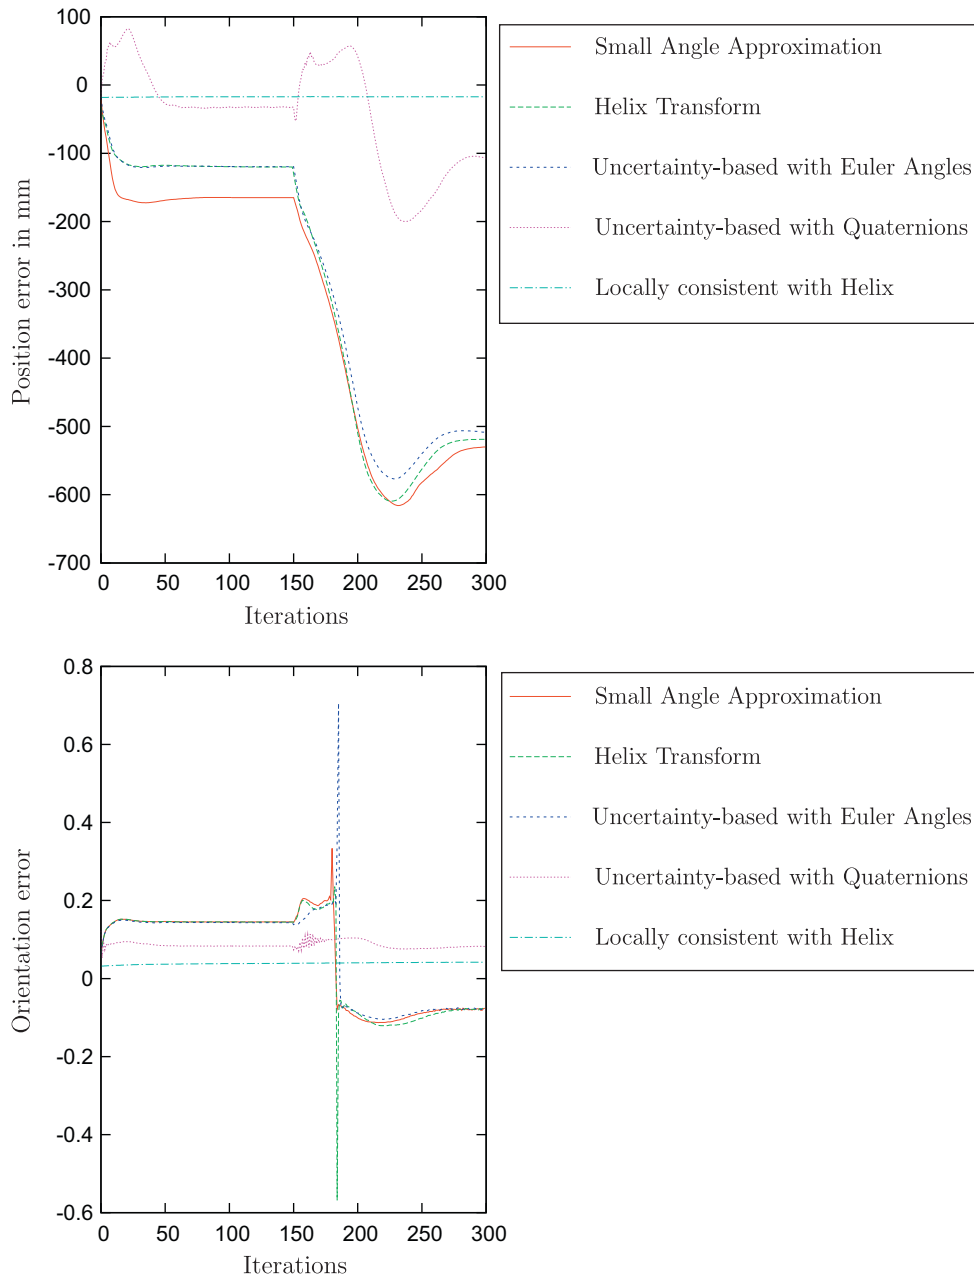 100
0
-100
-200
-300
-400
-500
-600
-700
Position error in mm
0 50 100 150 200 250 300
Iterations
Small Angle Approximation
Helix Transform
Uncertainty-based with Euler Angles
Uncertainty-based with Quaternions
Locally consistent with Helix
0.8
0.6
0.4
0.2
0
-0.2
-0.4
-0.6
Orientation error
0 50 100 150 200 250 300
Iterations
Small Angle Approximation
Helix Transform
Uncertainty-based with Euler Angles
Uncertainty-based with Quaternions
Locally consistent with Helix